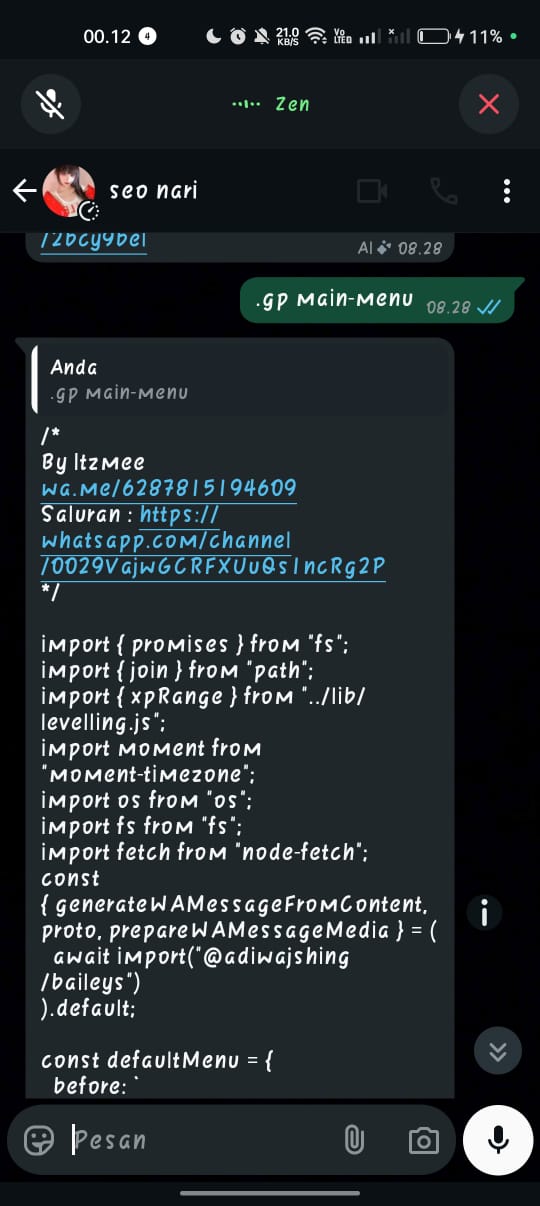 00.12 4 21.0 KB/S Vo LTE 11%
Zen
seo nari
/2bcy9bel
AI 08.28
.gp main-menu 08.28
Anda
.gp main-menu
/*
By Itzmee
wa.me/6287815194609
Saluran : https://
whatsapp.com/channel
/0029VajwGCRFXUuQs1ncRg2P
*/
import { promises } from "fs";
import { join } from "path";
import { xpRange } from "../lib/
levelling.js";
import moment from
"moment-timezone";
import os from "os";
import fs from "fs";
import fetch from "node-fetch";
const
{ generateWAMessageFromContent,
proto, prepareWAMessageMedia } = (
await import("@adiwajshing
/baileys")
).default;
const defaultMenu = {
before: `
Pesan